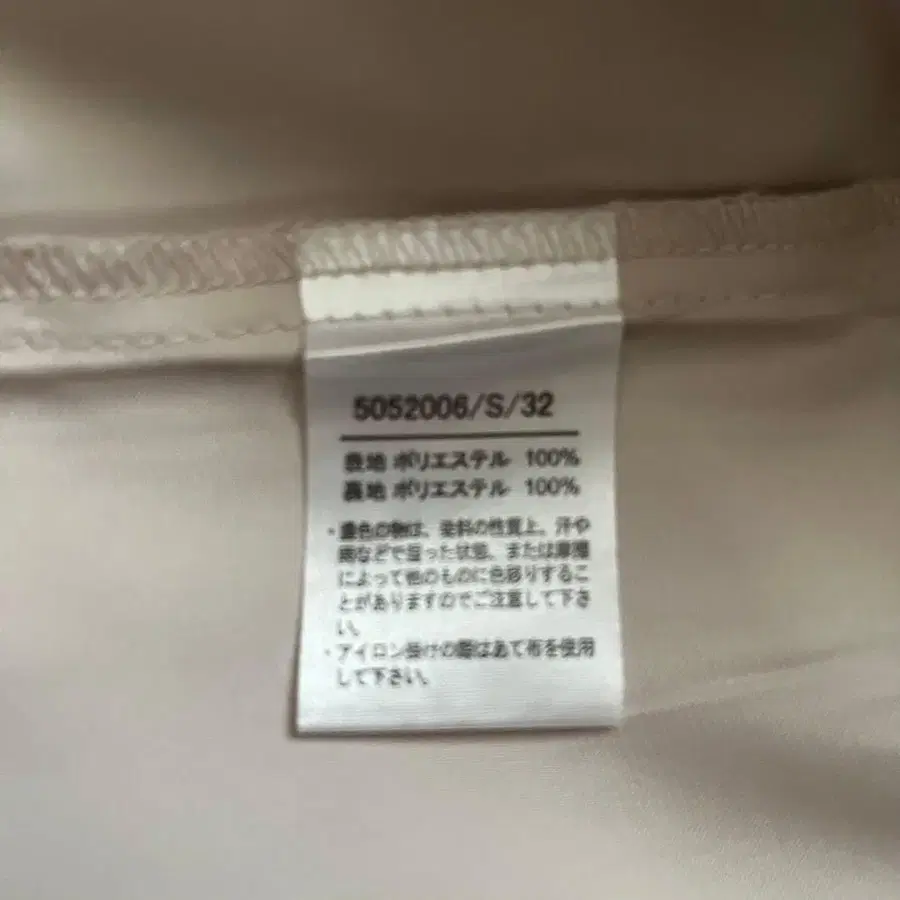 5052006/S/32
表地 ポリエステル 100%
裏地 ポリエステル 100%
・濃色の物は、染料の性質上、汗や
雨などで湿った状態、または摩擦
によって他のものに色移りするこ
とがありますのでご注意して下さ
い。
・アイロン掛けの際はあて布を使用
して下さい。